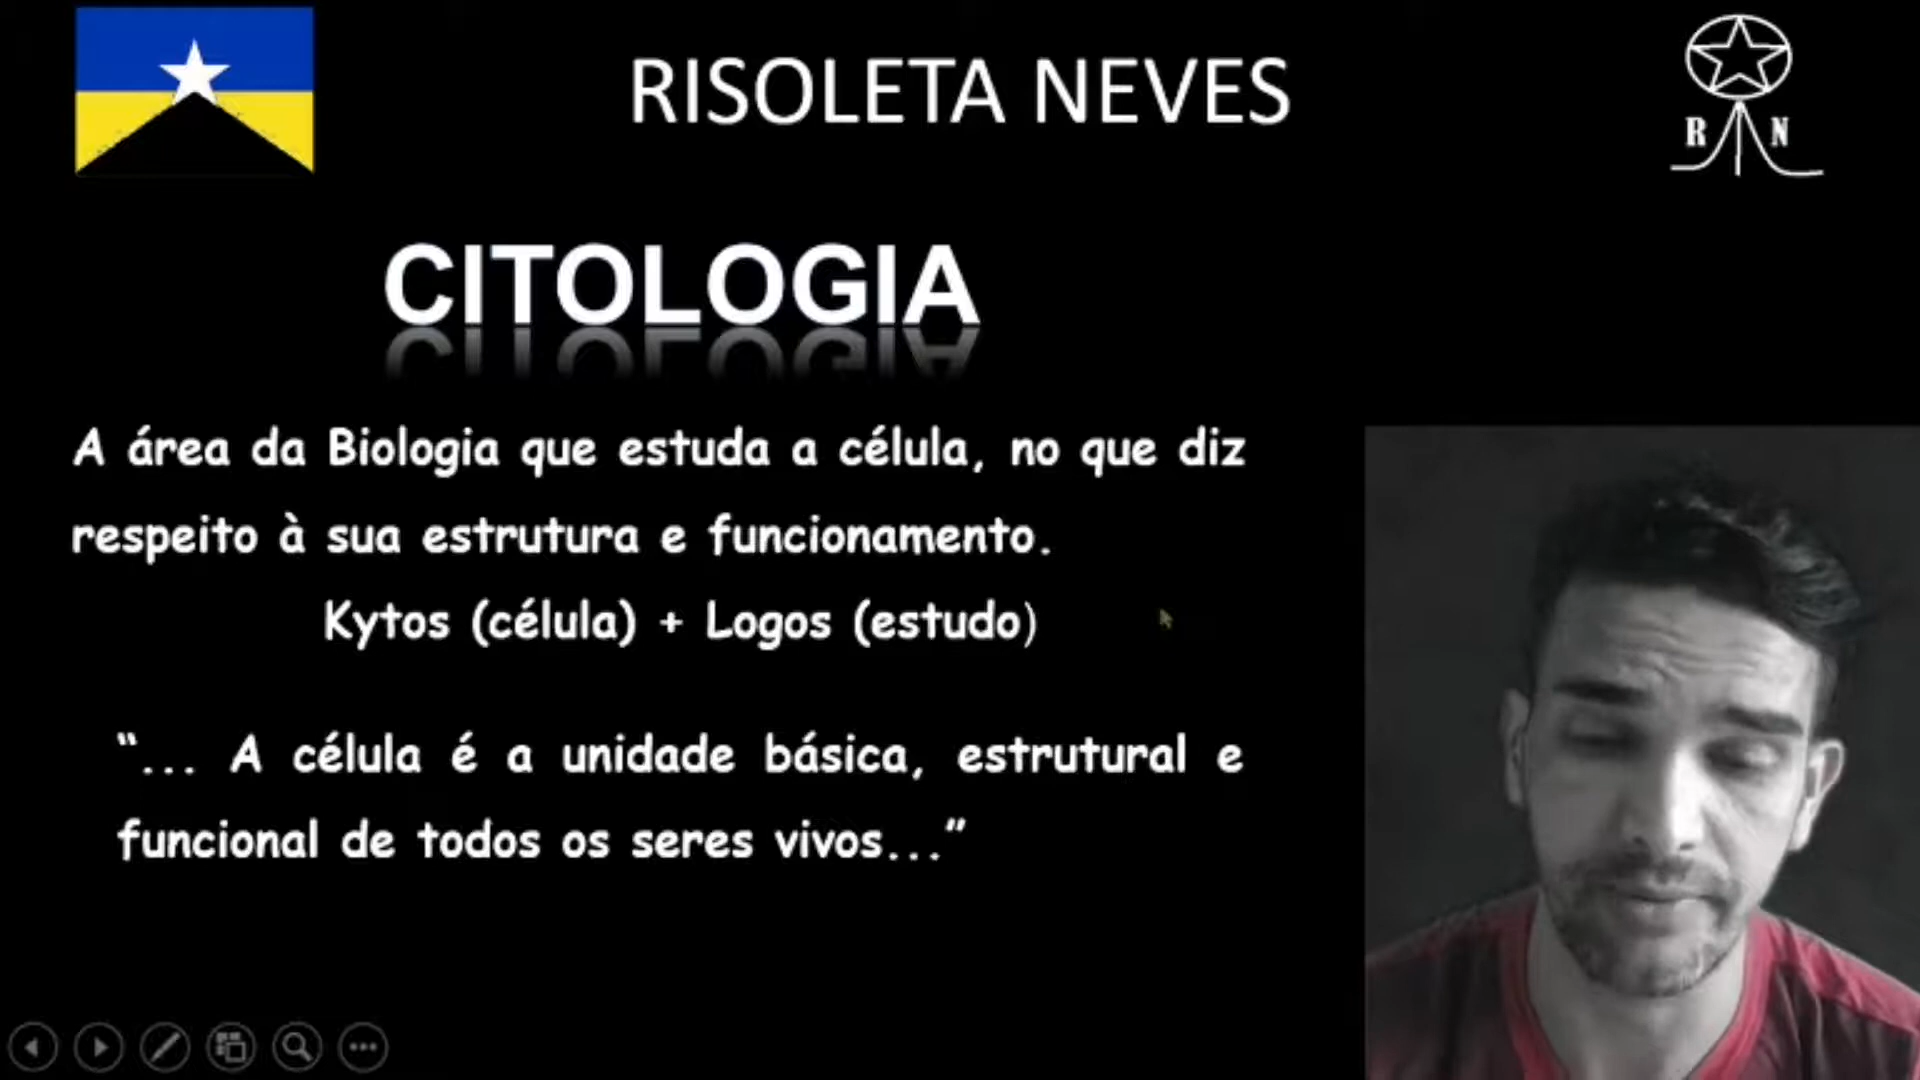 RISOLETA NEVES
R N
CITOLOGIA
A área da Biologia que estuda a célula, no que diz
respeito à sua estrutura e funcionamento.
Kytos (célula) + Logos (estudo)
“... A célula é a unidade básica, estrutural e
funcional de todos os seres vivos...”